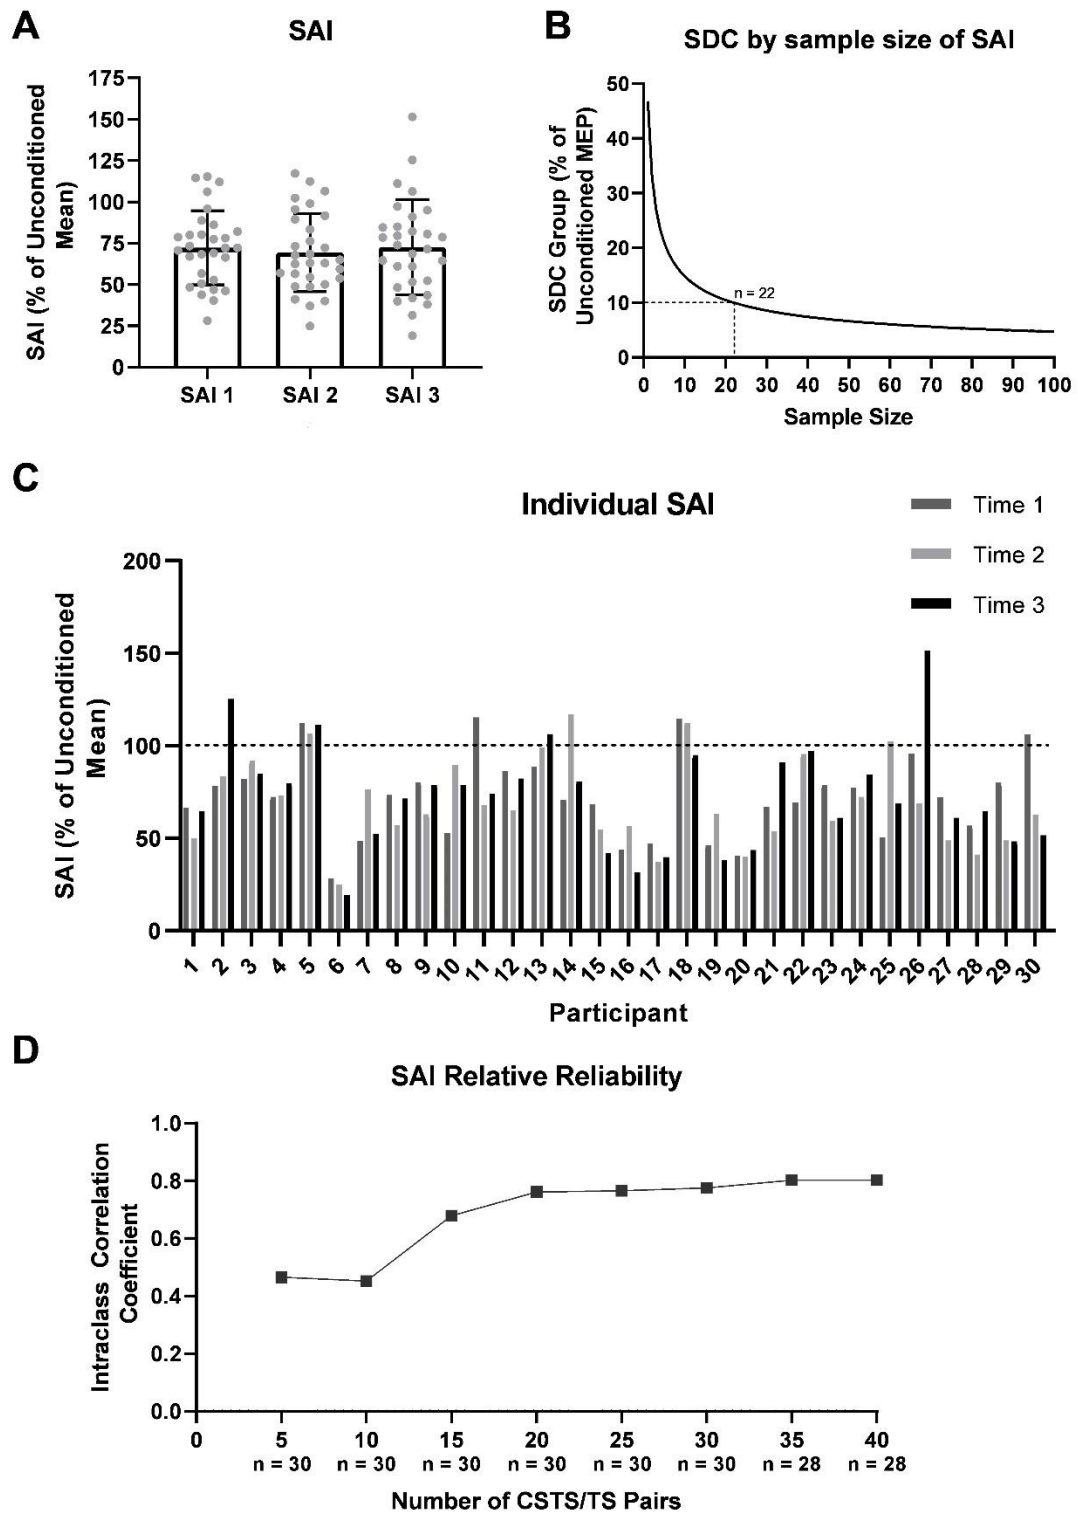 A
SAI
SAI (% of Unconditioned
Mean)
175
150
125
100
75
50
25
0
SAI 1 SAI 2 SAI 3
B
SDC by sample size of SAI
SDC Group (% of
Unconditioned MEP)
50
40
30
20
10
0
n = 22
0 10 20 30 40 50 60 70 80 90 100
Sample Size
C
Individual SAI
Time 1
Time 2
Time 3
SAI (% of Unconditioned
Mean)
200
150
100
50
0
1 2 3 4 5 6 7 8 9 10 11 12 13 14 15 16 17 18 19 20 21 22 23 24 25 26 27 28 29 30
Participant
D
SAI Relative Reliability
Intraclass Correlation
Coefficient
1.0
0.8
0.6
0.4
0.2
0.0
0 5 10 15 20 25 30 35 40
n = 30 n = 30 n = 30 n = 30 n = 30 n = 30 n = 28 n = 28
Number of CSTS/TS Pairs